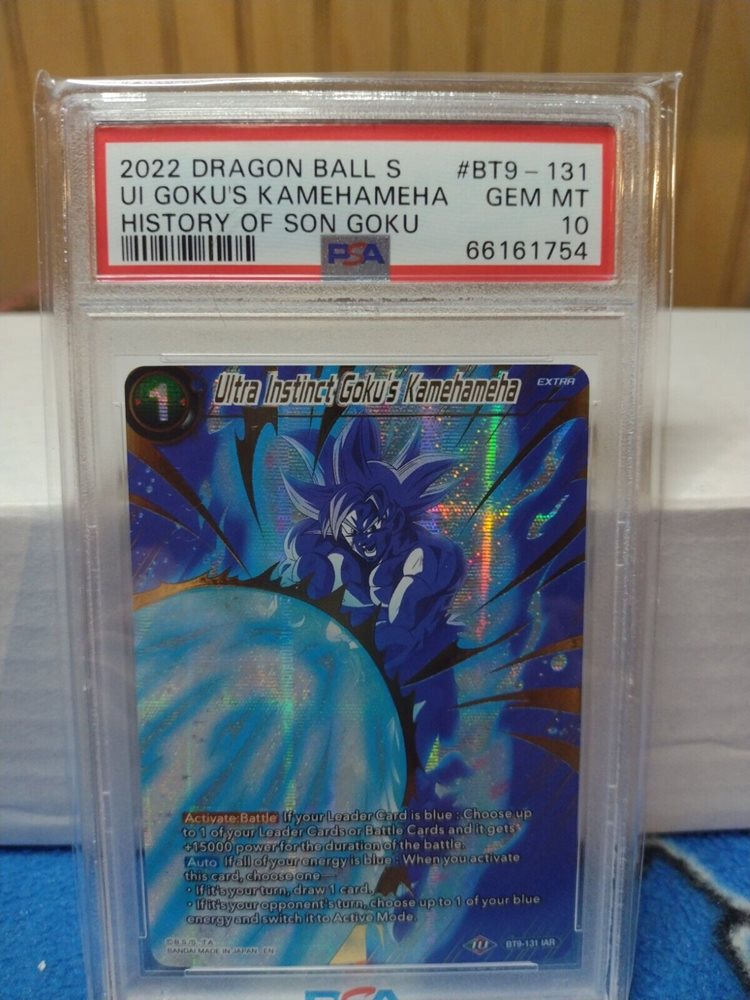 2022 DRAGON BALL S #BT9-131
UI GOKU'S KAMEHAMEHA GEM MT
HISTORY OF SON GOKU 10
PSA 66161754
1 Ultra Instinct Goku's Kamehameha EXTRA
Activate:Battle If your Leader Card is blue : Choose up
to 1 of your Leader Cards or Battle Cards and it gets
+15000 power for the duration of the battle.
Auto If all of your energy is blue : When you activate
this card, choose one—
• If it's your turn, draw 1 card.
• If it's your opponent's turn, choose up to 1 of your blue
energy and switch it to Active Mode.
BANDAI MADE IN JAPAN EN
BT9-131 IAR
PSA